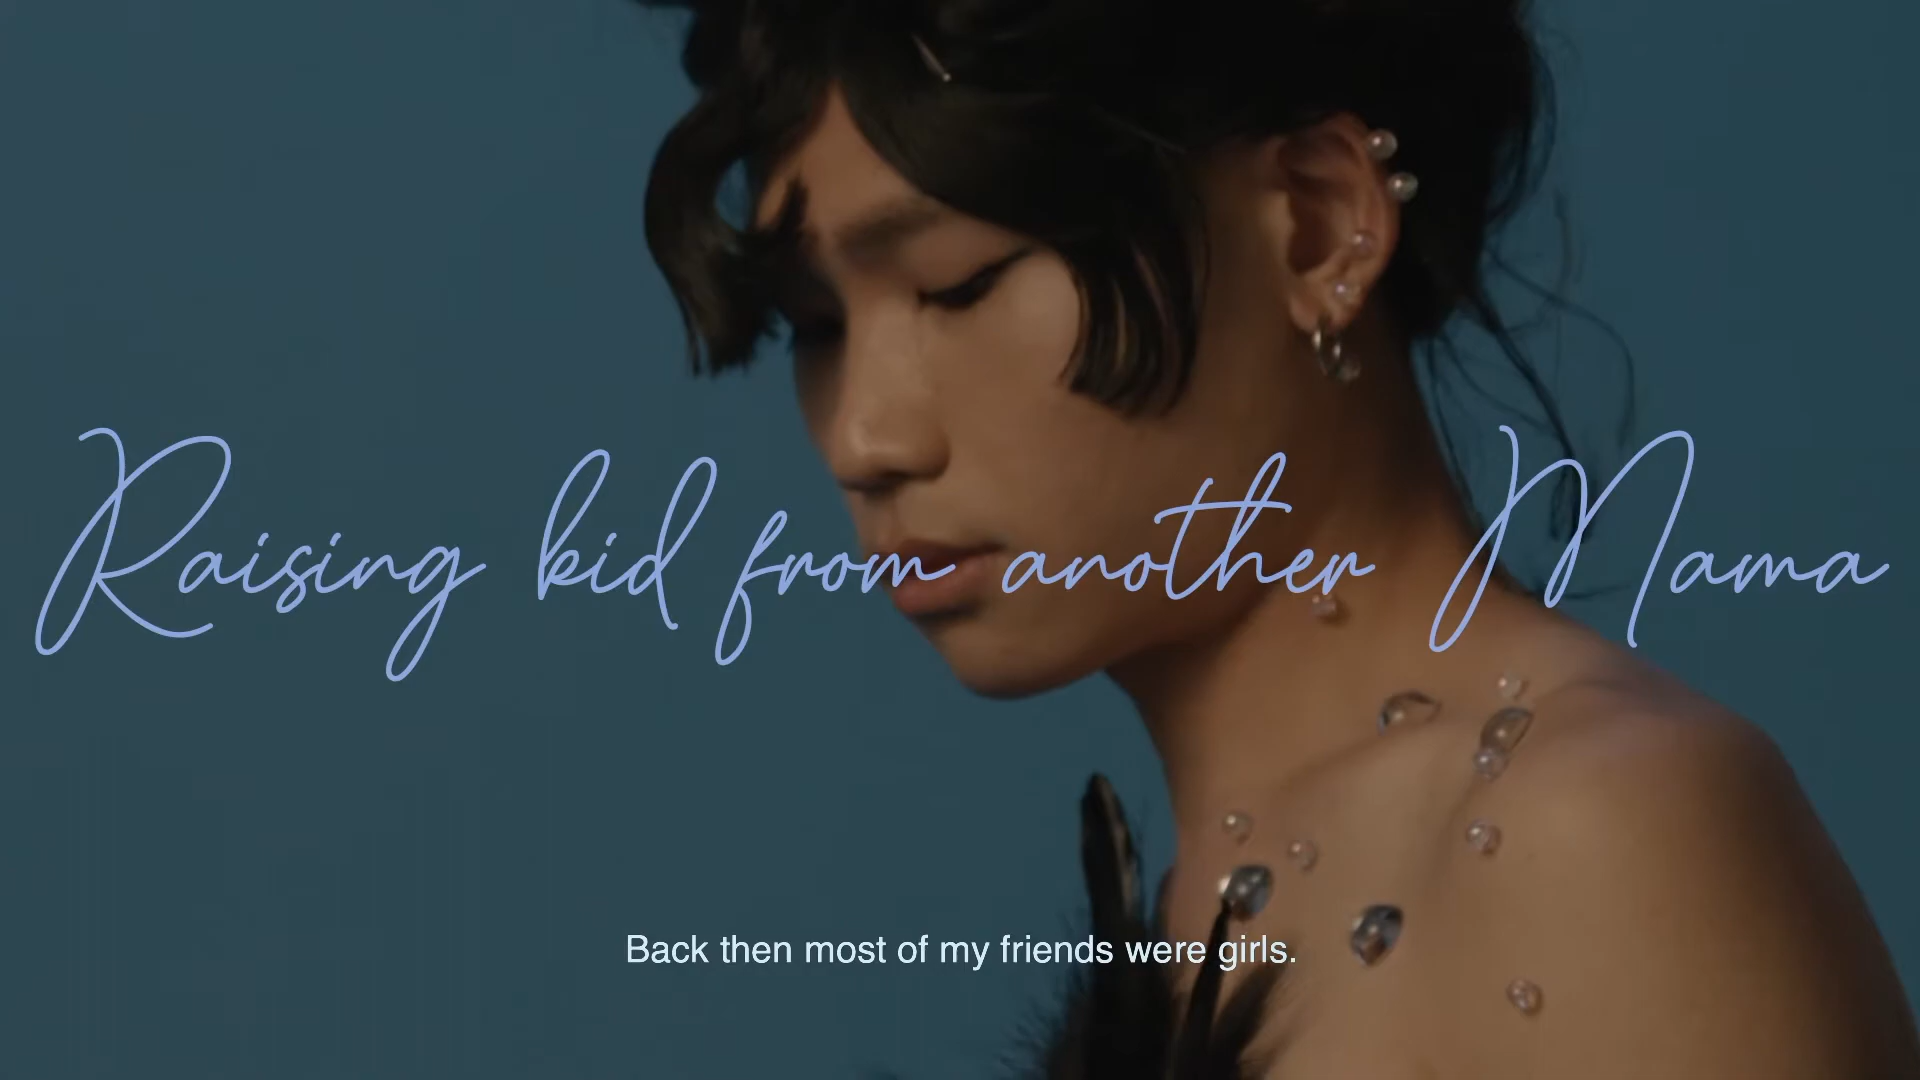 Raising kid from another Mama
Back then most of my friends were girls.